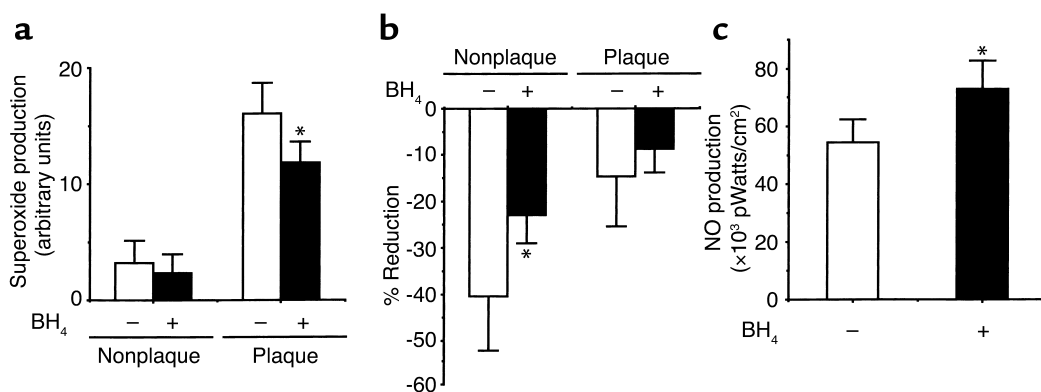 a
Superoxide production
(arbitrary units)
20
10
0
BH4 – + – +
Nonplaque Plaque
*
b
Nonplaque Plaque
BH4 – + – +
% Reduction
0
-10
-20
-30
-40
-50
-60
*
c
NO production
(×10³ pWatts/cm²)
80
60
40
20
0
BH4 – +
*